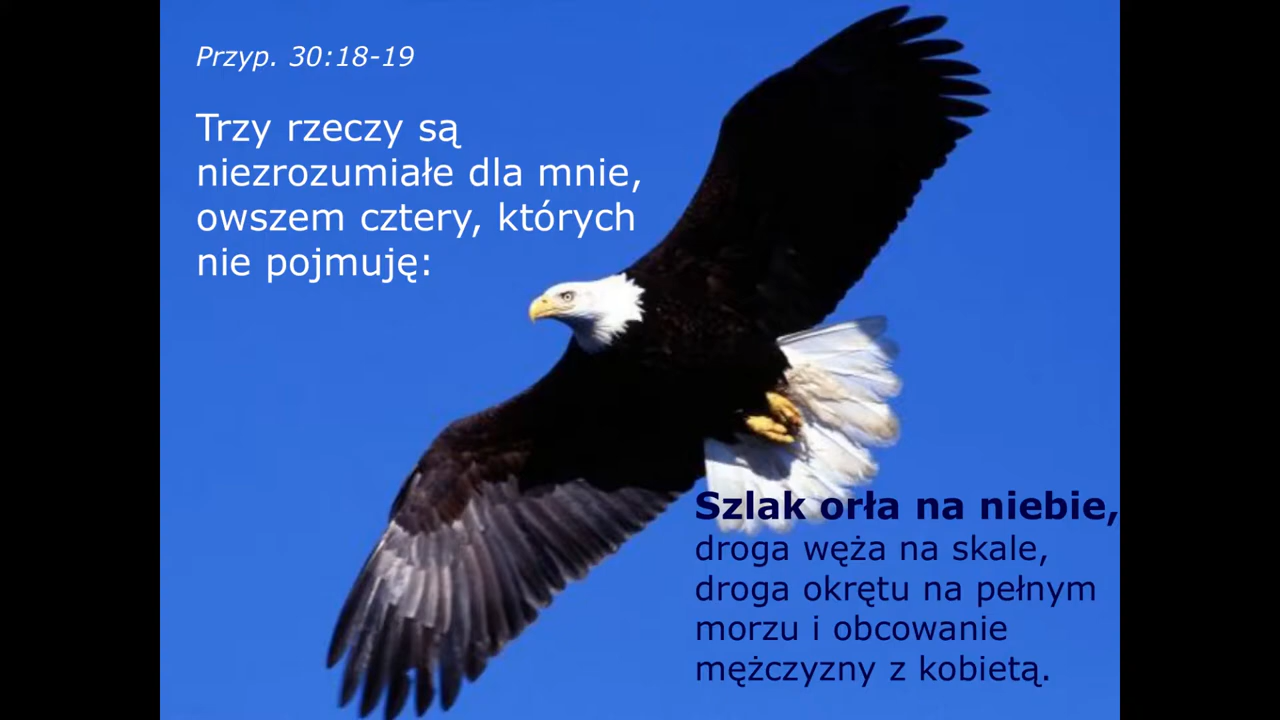 Przyp. 30:18-19
Trzy rzeczy są
niezrozumiałe dla mnie,
owszem cztery, których
nie pojmuję:
Szlak orła na niebie,
droga węża na skale,
droga okrętu na pełnym
morzu i obcowanie
mężczyzny z kobietą.